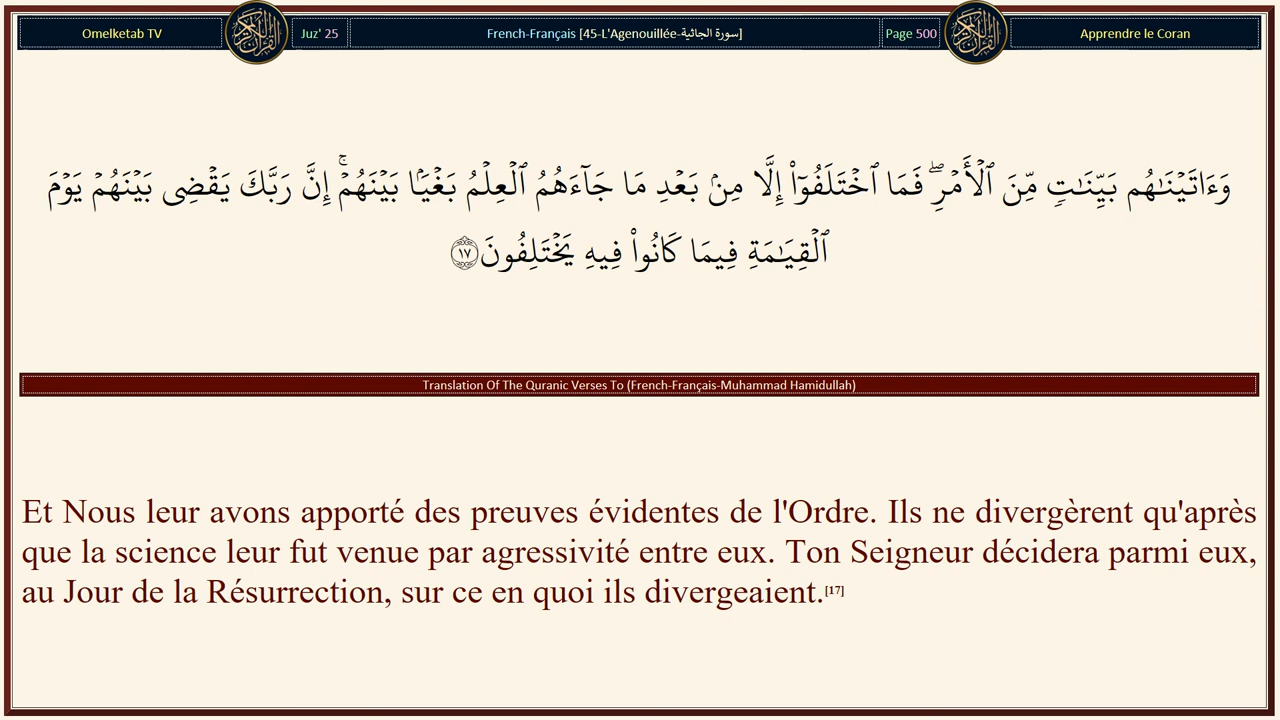 Omelketab TV
Juz' 25
French-Français [45-L'Agenouillée-سورة الجاثية]
Page 500
Apprendre le Coran
وَءَاتَيۡنَٰهُم بَيِّنَٰتٖ مِّنَ ٱلۡأَمۡرِۖ فَمَا ٱخۡتَلَفُوٓاْ إِلَّا مِنۢ بَعۡدِ مَا جَآءَهُمُ ٱلۡعِلۡمُ بَغۡيَۢا بَيۡنَهُمۡۚ إِنَّ رَبَّكَ يَقۡضِي بَيۡنَهُمۡ يَوۡمَ
ٱلۡقِيَٰمَةِ فِيمَا كَانُواْ فِيهِ يَخۡتَلِفُونَ ١٧
Translation Of The Quranic Verses To (French-Français-Muhammad Hamidullah)
Et Nous leur avons apporté des preuves évidentes de l'Ordre. Ils ne divergèrent qu'après
que la science leur fut venue par agressivité entre eux. Ton Seigneur décidera parmi eux,
au Jour de la Résurrection, sur ce en quoi ils divergeaient.[17]